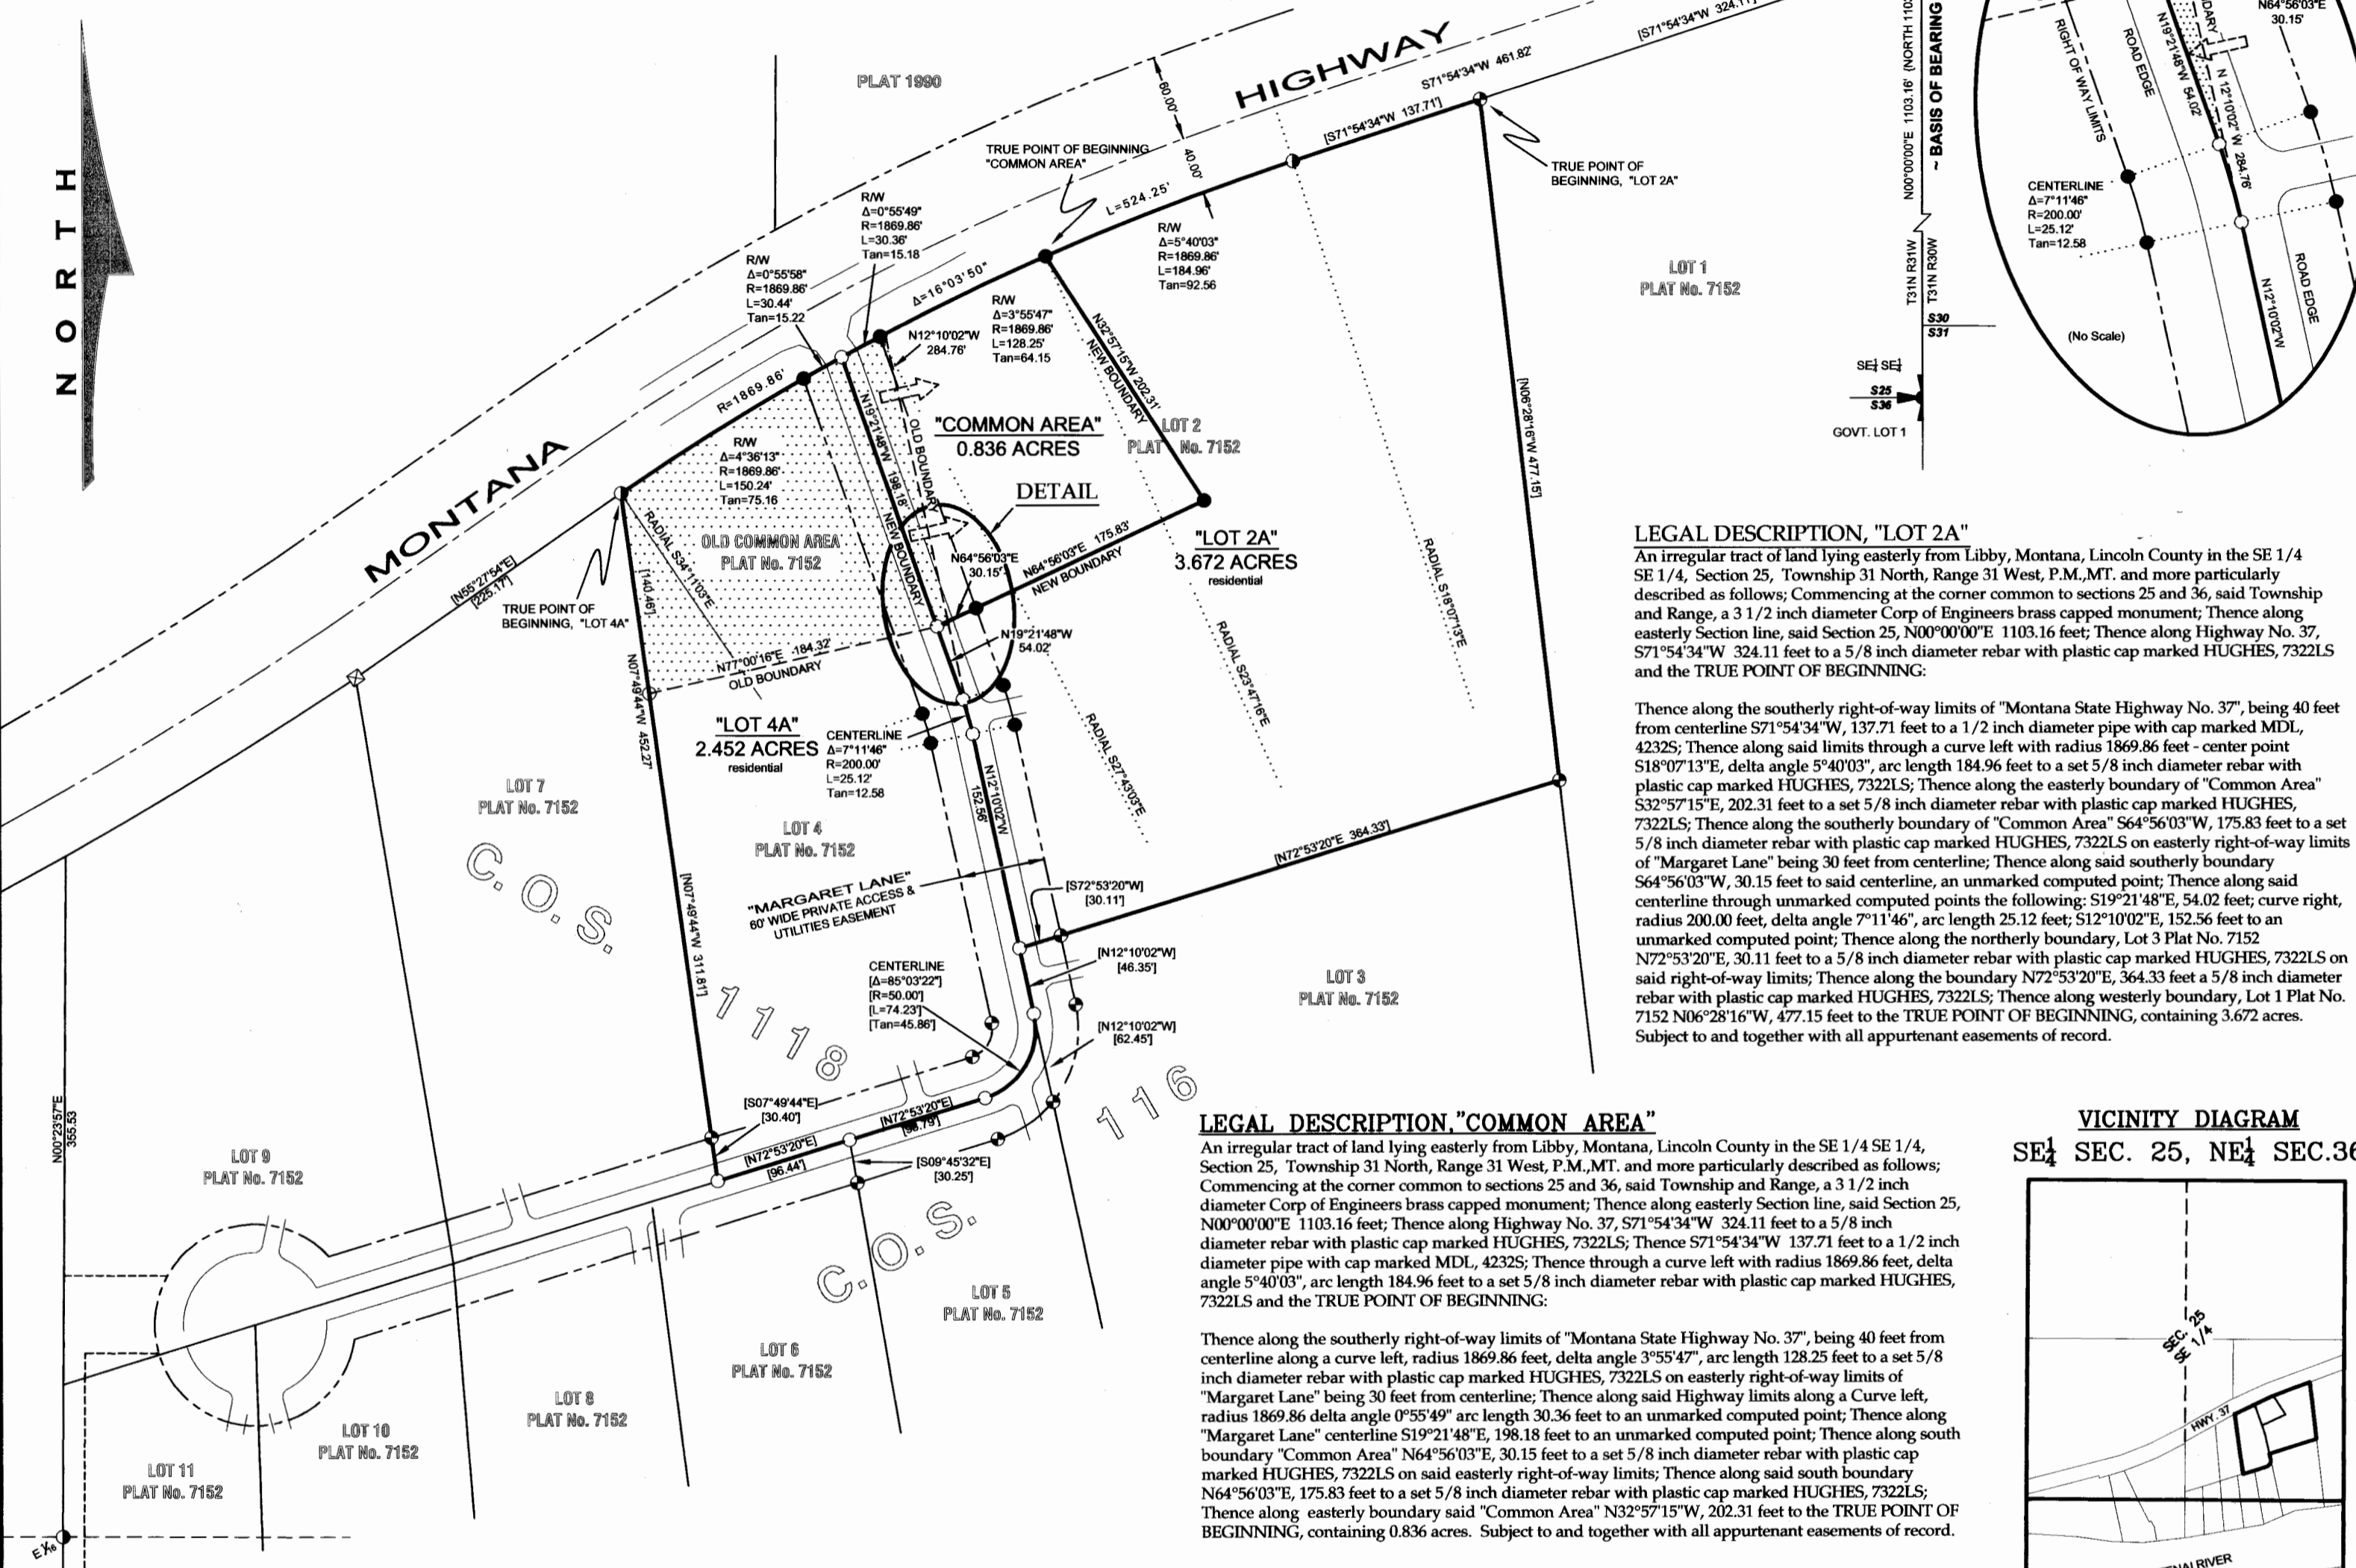 NORTH
PLAT 1990
MONTANA
HIGHWAY
60.00'
40.00'
[S71°54'34"W 324.11']
S71°54'34"W 461.82'
[S71°54'34"W 137.71']
TRUE POINT OF BEGINNING
"COMMON AREA"
TRUE POINT OF
BEGINNING, "LOT 2A"
L=524.25'
Δ=16°03'50"
R=1869.86'
R/W
Δ=0°55'49"
R=1869.86'
L=30.36'
Tan=15.18
R/W
Δ=0°55'58"
R=1869.86'
L=30.44'
Tan=15.22
R/W
Δ=5°40'03"
R=1869.86'
L=184.96'
Tan=92.56
R/W
Δ=3°55'47"
R=1869.86'
L=128.25'
Tan=64.15
N12°10'02"W
284.76'
R/W
Δ=4°36'13"
R=1869.86'
L=150.24'
Tan=75.16
N32°57'15"W 202.31'
NEW BOUNDARY
"COMMON AREA"
0.836 ACRES
LOT 2
PLAT No. 7152
DETAIL
LOT 1
PLAT No. 7152
[N06°28'16"W 477.15']
N19°21'48"W 198.18'
NEW BOUNDARY
OLD BOUNDARY
OLD COMMON AREA
PLAT No. 7152
RADIAL S34°11'03"E
[140.46']
[N55°27'54"E]
[225.17']
TRUE POINT OF
BEGINNING, "LOT 4A"
N64°56'03"E
30.15'
N64°56'03"E 175.83'
NEW BOUNDARY
"LOT 2A"
3.672 ACRES
residential
N19°21'48"W
54.02'
N77°00'16"E 184.32'
OLD BOUNDARY
N07°49'44"W 452.27'
RADIAL S18°07'13"E
RADIAL S23°47'16"E
RADIAL S27°43'03"E
"LOT 4A"
2.452 ACRES
residential
CENTERLINE
Δ=7°11'46"
R=200.00'
L=25.12'
Tan=12.58
N12°10'02"W
152.56'
LOT 7
PLAT No. 7152
LOT 4
PLAT No. 7152
C.O.S.
1118
"MARGARET LANE"
60' WIDE PRIVATE ACCESS &
UTILITIES EASEMENT
[N72°53'20"E 364.33']
[S72°53'20"W]
[30.11']
[N12°10'02"W]
[46.35']
LOT 3
PLAT No. 7152
[N07°49'44"W 311.81']
CENTERLINE
[Δ=85°03'22"]
[R=50.00']
[L=74.23']
[Tan=45.86']
[N12°10'02"W]
[62.45']
[S07°49'44"E]
[30.40']
[N72°53'20"E]
[N72°53'20"E]
[96.44']
[S09°45'32"E]
[30.25']
116
C.O.S.
N00°23'57"E
355.53
LOT 9
PLAT No. 7152
LOT 5
PLAT No. 7152
LOT 6
PLAT No. 7152
LOT 8
PLAT No. 7152
LOT 10
PLAT No. 7152
LOT 11
PLAT No. 7152
E 1/16
N00°00'00"E 1103.16'
~ BASIS OF BEARING
T31N R31W
T31N R30W
S30
S31
SE¼ SE¼
S25
S36
GOVT. LOT 1
N64°56'03"E
30.15'
RIGHT OF WAY LIMITS
ROAD EDGE
N19°21'48"W 54.02'
N 12°10'02" W 284.76'
CENTERLINE
Δ=7°11'46"
R=200.00'
L=25.12'
Tan=12.58
N12°10'02"W
ROAD EDGE
(No Scale)
LEGAL DESCRIPTION, "LOT 2A"
An irregular tract of land lying easterly from Libby, Montana, Lincoln County in the SE 1/4
SE 1/4, Section 25, Township 31 North, Range 31 West, P.M.,MT. and more particularly
described as follows; Commencing at the corner common to sections 25 and 36, said Township
and Range, a 3 1/2 inch diameter Corp of Engineers brass capped monument; Thence along
easterly Section line, said Section 25, N00°00'00"E 1103.16 feet; Thence along Highway No. 37,
S71°54'34"W 324.11 feet to a 5/8 inch diameter rebar with plastic cap marked HUGHES, 7322LS
and the TRUE POINT OF BEGINNING:
Thence along the southerly right-of-way limits of "Montana State Highway No. 37", being 40 feet
from centerline S71°54'34"W, 137.71 feet to a 1/2 inch diameter pipe with cap marked MDL,
4232S; Thence along said limits through a curve left with radius 1869.86 feet - center point
S18°07'13"E, delta angle 5°40'03", arc length 184.96 feet to a set 5/8 inch diameter rebar with
plastic cap marked HUGHES, 7322LS; Thence along the easterly boundary of "Common Area"
S32°57'15"E, 202.31 feet to a set 5/8 inch diameter rebar with plastic cap marked HUGHES,
7322LS; Thence along the southerly boundary of "Common Area" S64°56'03"W, 175.83 feet to a set
5/8 inch diameter rebar with plastic cap marked HUGHES, 7322LS on easterly right-of-way limits
of "Margaret Lane" being 30 feet from centerline; Thence along said southerly boundary
S64°56'03"W, 30.15 feet to said centerline, an unmarked computed point; Thence along said
centerline through unmarked computed points the following: S19°21'48"E, 54.02 feet; curve right,
radius 200.00 feet, delta angle 7°11'46", arc length 25.12 feet; S12°10'02"E, 152.56 feet to an
unmarked computed point; Thence along the northerly boundary, Lot 3 Plat No. 7152
N72°53'20"E, 30.11 feet to a 5/8 inch diameter rebar with plastic cap marked HUGHES, 7322LS on
said right-of-way limits; Thence along the boundary N72°53'20"E, 364.33 feet a 5/8 inch diameter
rebar with plastic cap marked HUGHES, 7322LS; Thence along westerly boundary, Lot 1 Plat No.
7152 N06°28'16"W, 477.15 feet to the TRUE POINT OF BEGINNING, containing 3.672 acres.
Subject to and together with all appurtenant easements of record.
LEGAL DESCRIPTION,"COMMON AREA"
An irregular tract of land lying easterly from Libby, Montana, Lincoln County in the SE 1/4 SE 1/4,
Section 25, Township 31 North, Range 31 West, P.M.,MT. and more particularly described as follows;
Commencing at the corner common to sections 25 and 36, said Township and Range, a 3 1/2 inch
diameter Corp of Engineers brass capped monument; Thence along easterly Section line, said Section 25,
N00°00'00"E 1103.16 feet; Thence along Highway No. 37, S71°54'34"W 324.11 feet to a 5/8 inch
diameter rebar with plastic cap marked HUGHES, 7322LS; Thence S71°54'34"W 137.71 feet to a 1/2 inch
diameter pipe with cap marked MDL, 4232S; Thence through a curve left with radius 1869.86 feet, delta
angle 5°40'03", arc length 184.96 feet to a set 5/8 inch diameter rebar with plastic cap marked HUGHES,
7322LS and the TRUE POINT OF BEGINNING:
Thence along the southerly right-of-way limits of "Montana State Highway No. 37", being 40 feet from
centerline along a curve left, radius 1869.86 feet, delta angle 3°55'47", arc length 128.25 feet to a set 5/8
inch diameter rebar with plastic cap marked HUGHES, 7322LS on easterly right-of-way limits of
"Margaret Lane" being 30 feet from centerline; Thence along said Highway limits along a Curve left,
radius 1869.86 delta angle 0°55'49" arc length 30.36 feet to an unmarked computed point; Thence along
"Margaret Lane" centerline S19°21'48"E, 198.18 feet to an unmarked computed point; Thence along south
boundary "Common Area" N64°56'03"E, 30.15 feet to a set 5/8 inch diameter rebar with plastic cap
marked HUGHES, 7322LS on said easterly right-of-way limits; Thence along said south boundary
N64°56'03"E, 175.83 feet to a set 5/8 inch diameter rebar with plastic cap marked HUGHES, 7322LS;
Thence along easterly boundary said "Common Area" N32°57'15"W, 202.31 feet to the TRUE POINT OF
BEGINNING, containing 0.836 acres. Subject to and together with all appurtenant easements of record.
VICINITY DIAGRAM
SE¼ SEC. 25, NE¼ SEC.36
SEC. 25
SE 1/4
HWY. 37
RIVER